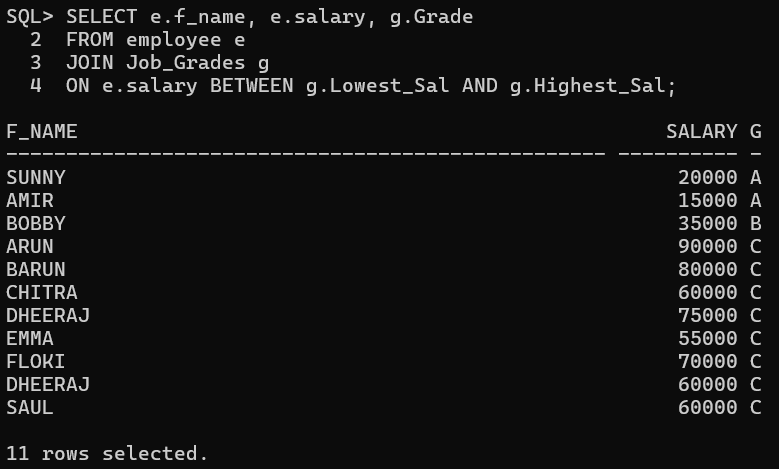 SQL> SELECT e.f_name, e.salary, g.Grade
  2  FROM employee e
  3  JOIN Job_Grades g
  4  ON e.salary BETWEEN g.Lowest_Sal AND g.Highest_Sal;

F_NAME                                                 SALARY G
-------------------------------------------------- ---------- -
SUNNY                                                   20000 A
AMIR                                                    15000 A
BOBBY                                                   35000 B
ARUN                                                    90000 C
BARUN                                                   80000 C
CHITRA                                                  60000 C
DHEERAJ                                                 75000 C
EMMA                                                    55000 C
FLOKI                                                   70000 C
DHEERAJ                                                 60000 C
SAUL                                                    60000 C

11 rows selected.